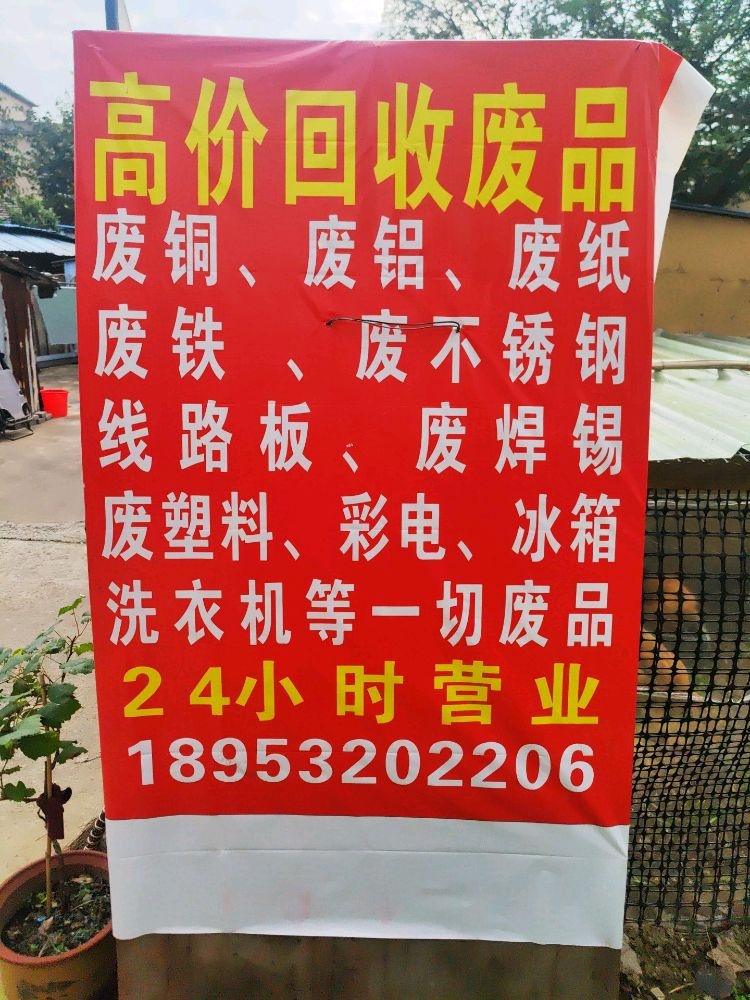 高价回收废品
废铜、废铝、废纸
废铁、废不锈钢
线路板、废焊锡
废塑料、彩电、冰箱
洗衣机等一切废品
24小时营业
18953202206